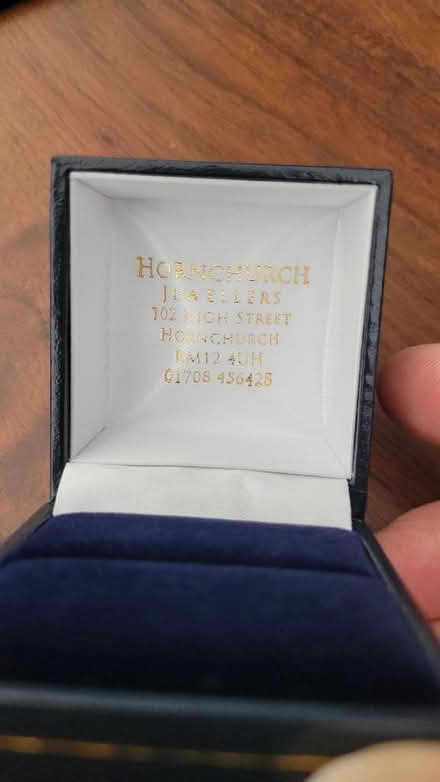 HORNCHURCH
JEWELLERS
102 HIGH STREET
HORNCHURCH
RM12 4UH
01708 456428